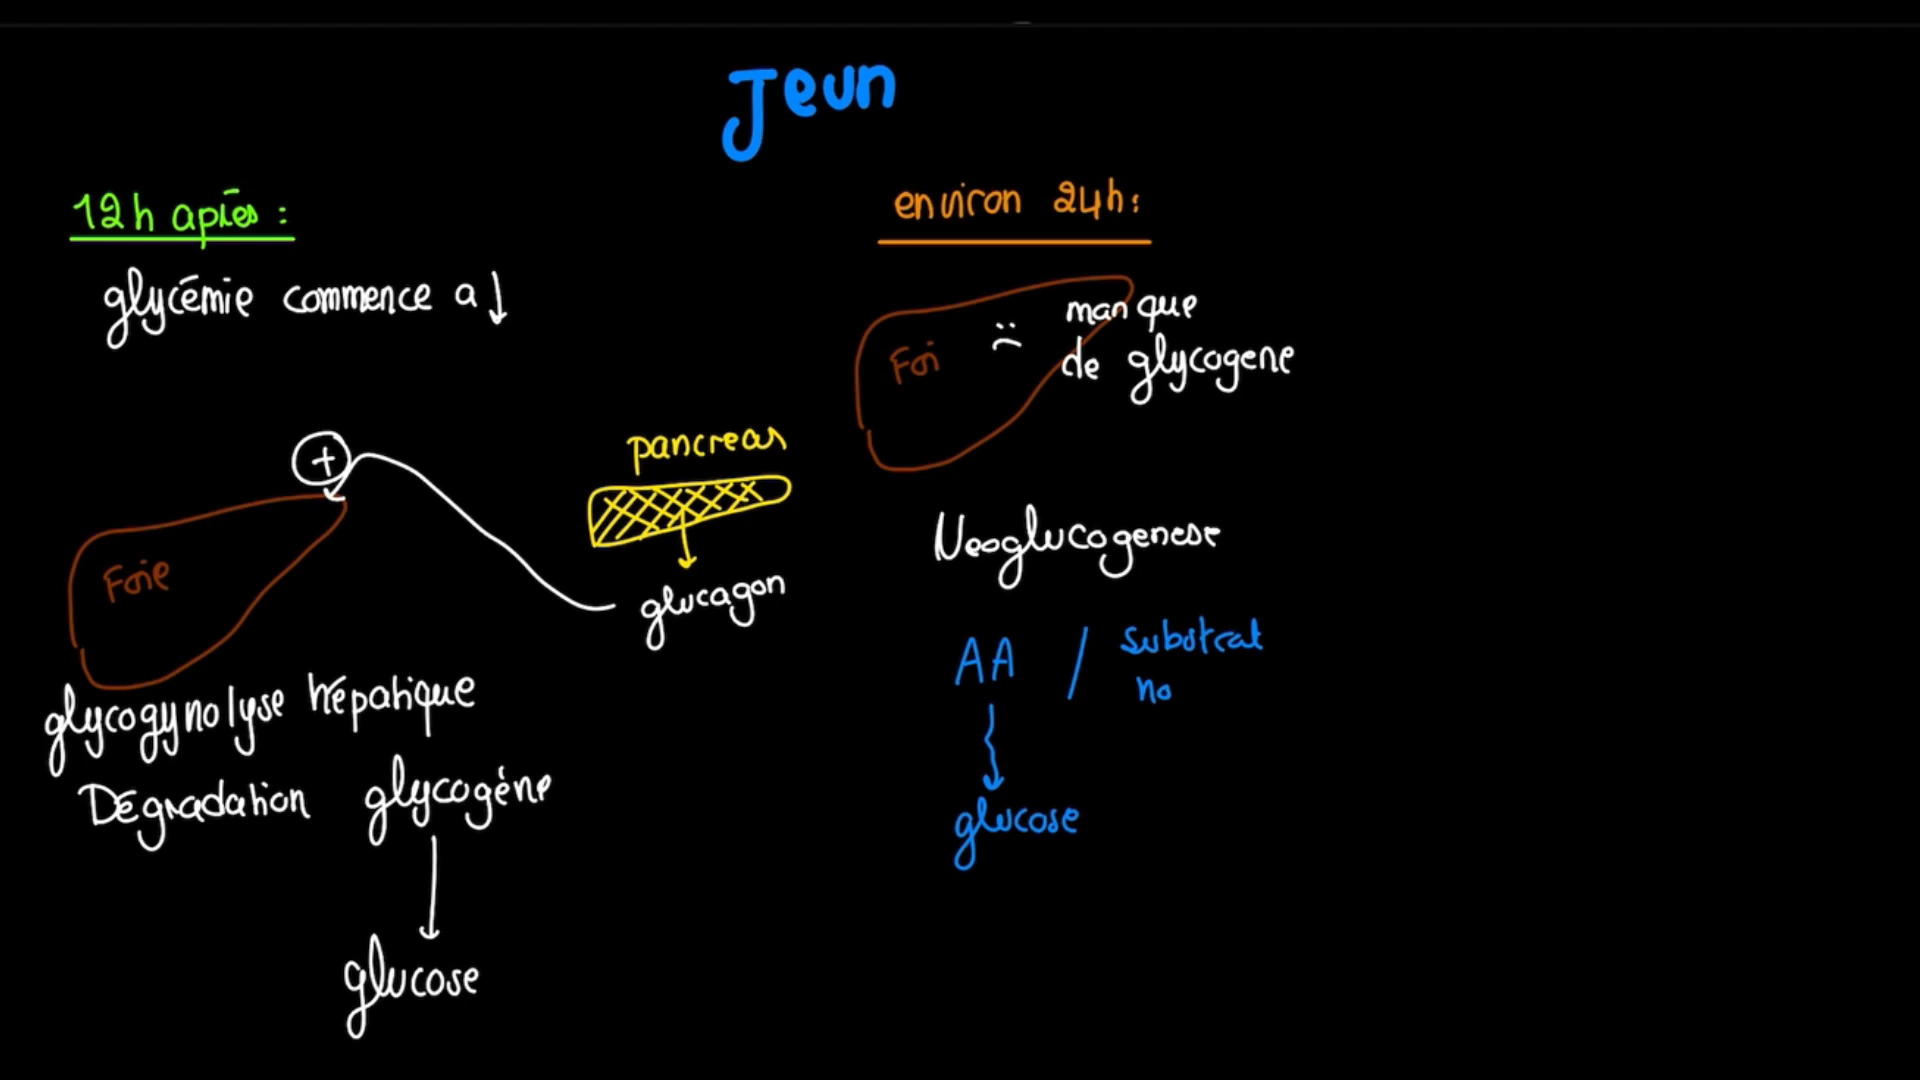 Jeun
12h après :
glycémie commence a ↓
+
pancreas
Foie
glucagon
glycogynolyse hépatique
Dégradation glycogène
glucose
environ 24h :
Foi
manque
de glycogene
Neoglucogenese
AA / substrat
no
glucose